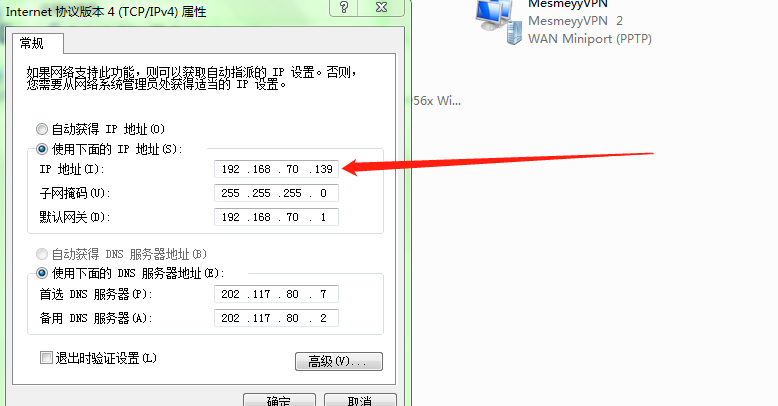 Internet 协议版本 4 (TCP/IPv4) 属性
常规
如果网络支持此功能，则可以获取自动指派的 IP 设置。否则，
您需要从网络系统管理员处获得适当的 IP 设置。
自动获得 IP 地址(O)
使用下面的 IP 地址(S):
IP 地址(I): 192 .168 . 70 .139
子网掩码(U): 255 .255 .255 . 0
默认网关(D): 192 .168 . 70 . 1
自动获得 DNS 服务器地址(B)
使用下面的 DNS 服务器地址(E):
首选 DNS 服务器(P): 202 .117 . 80 . 7
备用 DNS 服务器(A): 202 .117 . 80 . 2
退出时验证设置(L)
高级(V)...
确定 取消
MesmeyyVPN
MesmeyyVPN 2
WAN Miniport (PPTP)
56x Wi...